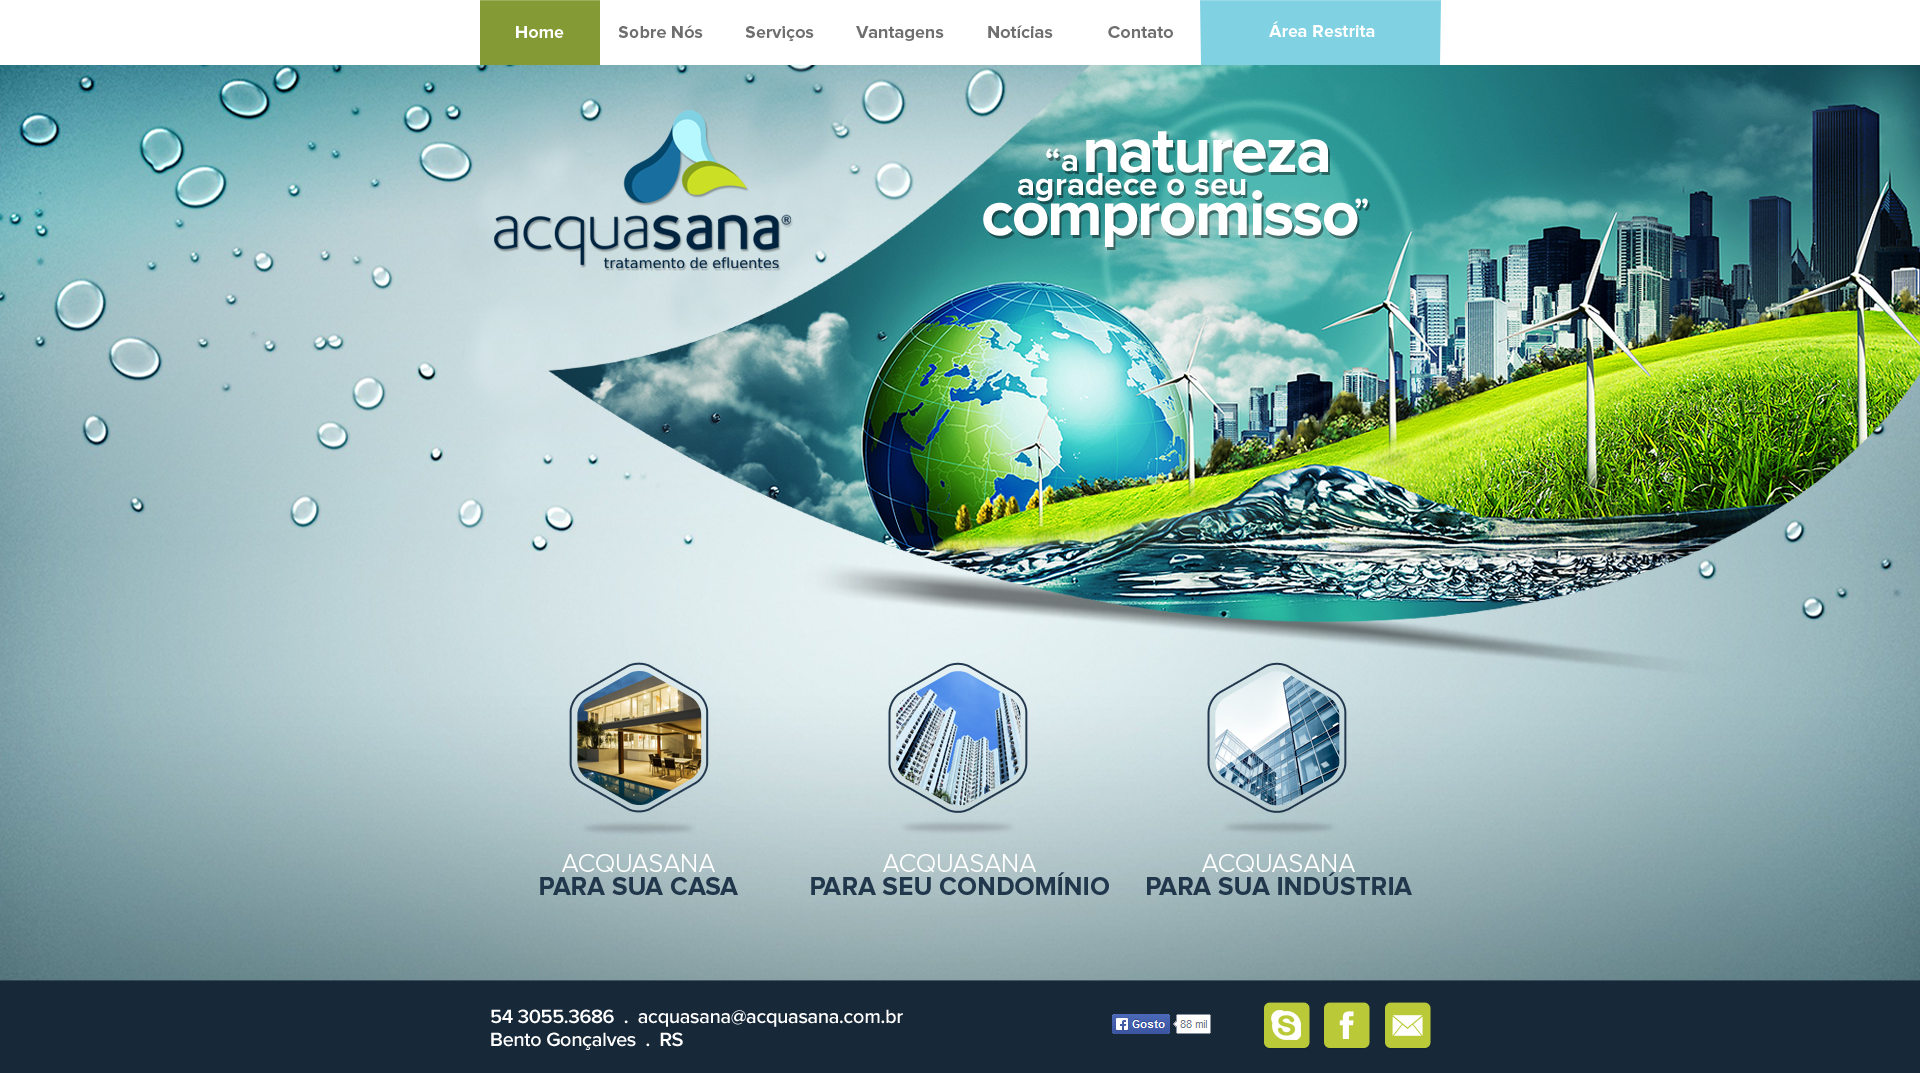 Home
Sobre Nós
Serviços
Vantagens
Notícias
Contato
Área Restrita
acquasana®
tratamento de efluentes
“a natureza
agradece o seu
compromisso”
ACQUASANA
PARA SUA CASA
ACQUASANA
PARA SEU CONDOMÍNIO
ACQUASANA
PARA SUA INDÚSTRIA
54 3055.3686 . acquasana@acquasana.com.br
Bento Gonçalves . RS
Gosto
88 mil